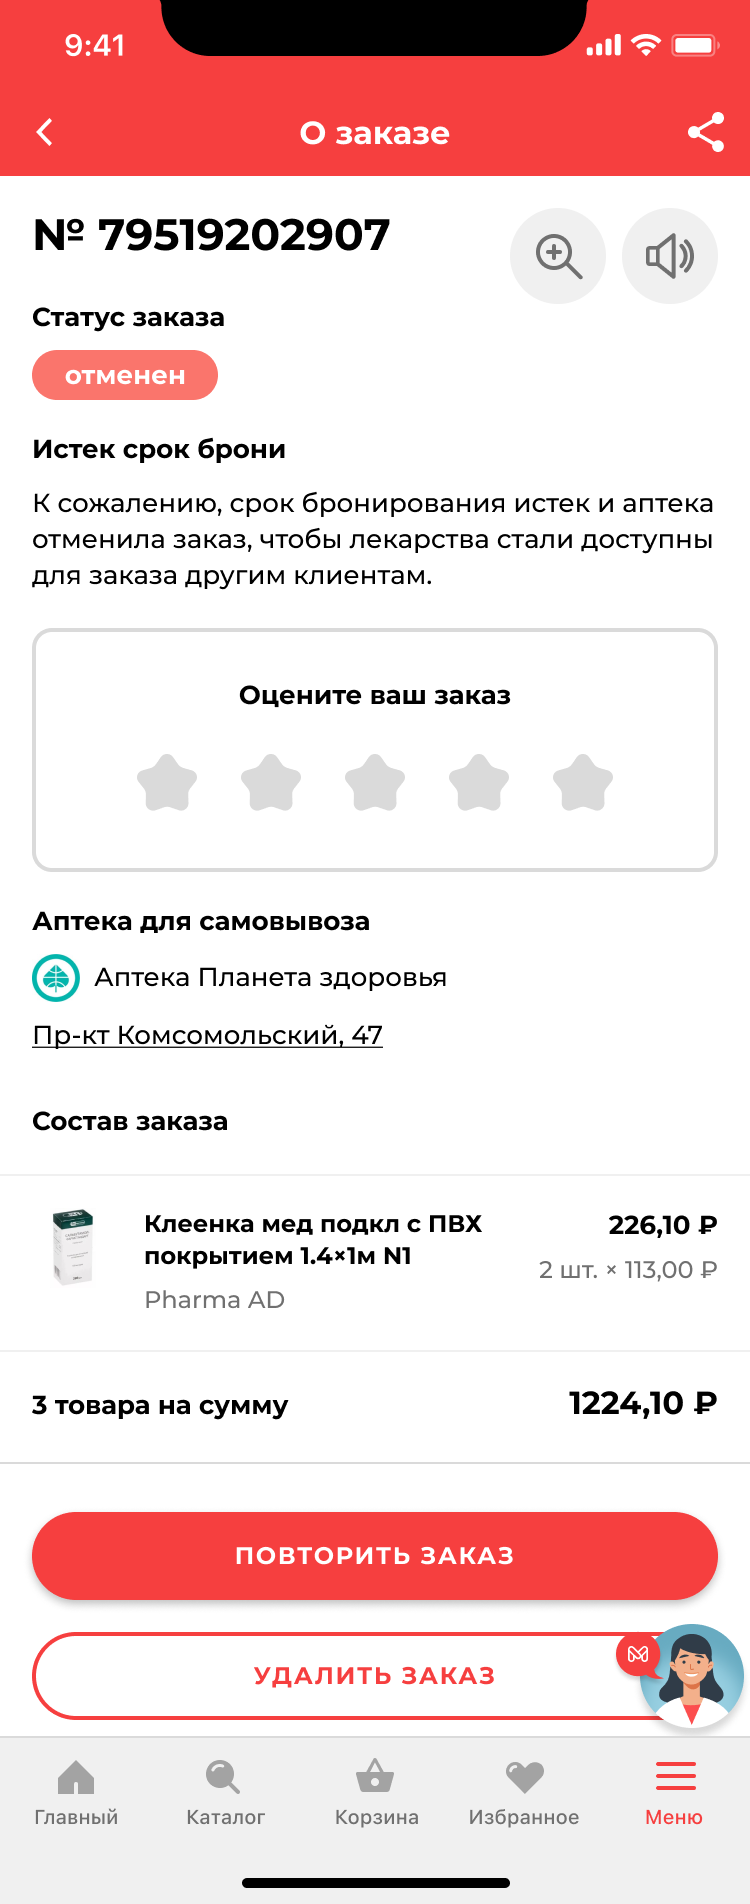 9:41
О заказе
№ 79519202907
Статус заказа
отменен
Истек срок брони
К сожалению, срок бронирования истек и аптека
отменила заказ, чтобы лекарства стали доступны
для заказа другим клиентам.
Оцените ваш заказ
Аптека для самовывоза
Аптека Планета здоровья
Пр-кт Комсомольский, 47
Состав заказа
Клеенка мед подкл с ПВХ
покрытием 1.4×1м N1
Pharma AD
226,10 ₽
2 шт. × 113,00 ₽
3 товара на сумму
1224,10 ₽
ПОВТОРИТЬ ЗАКАЗ
УДАЛИТЬ ЗАКАЗ
Главный
Каталог
Корзина
Избранное
Меню